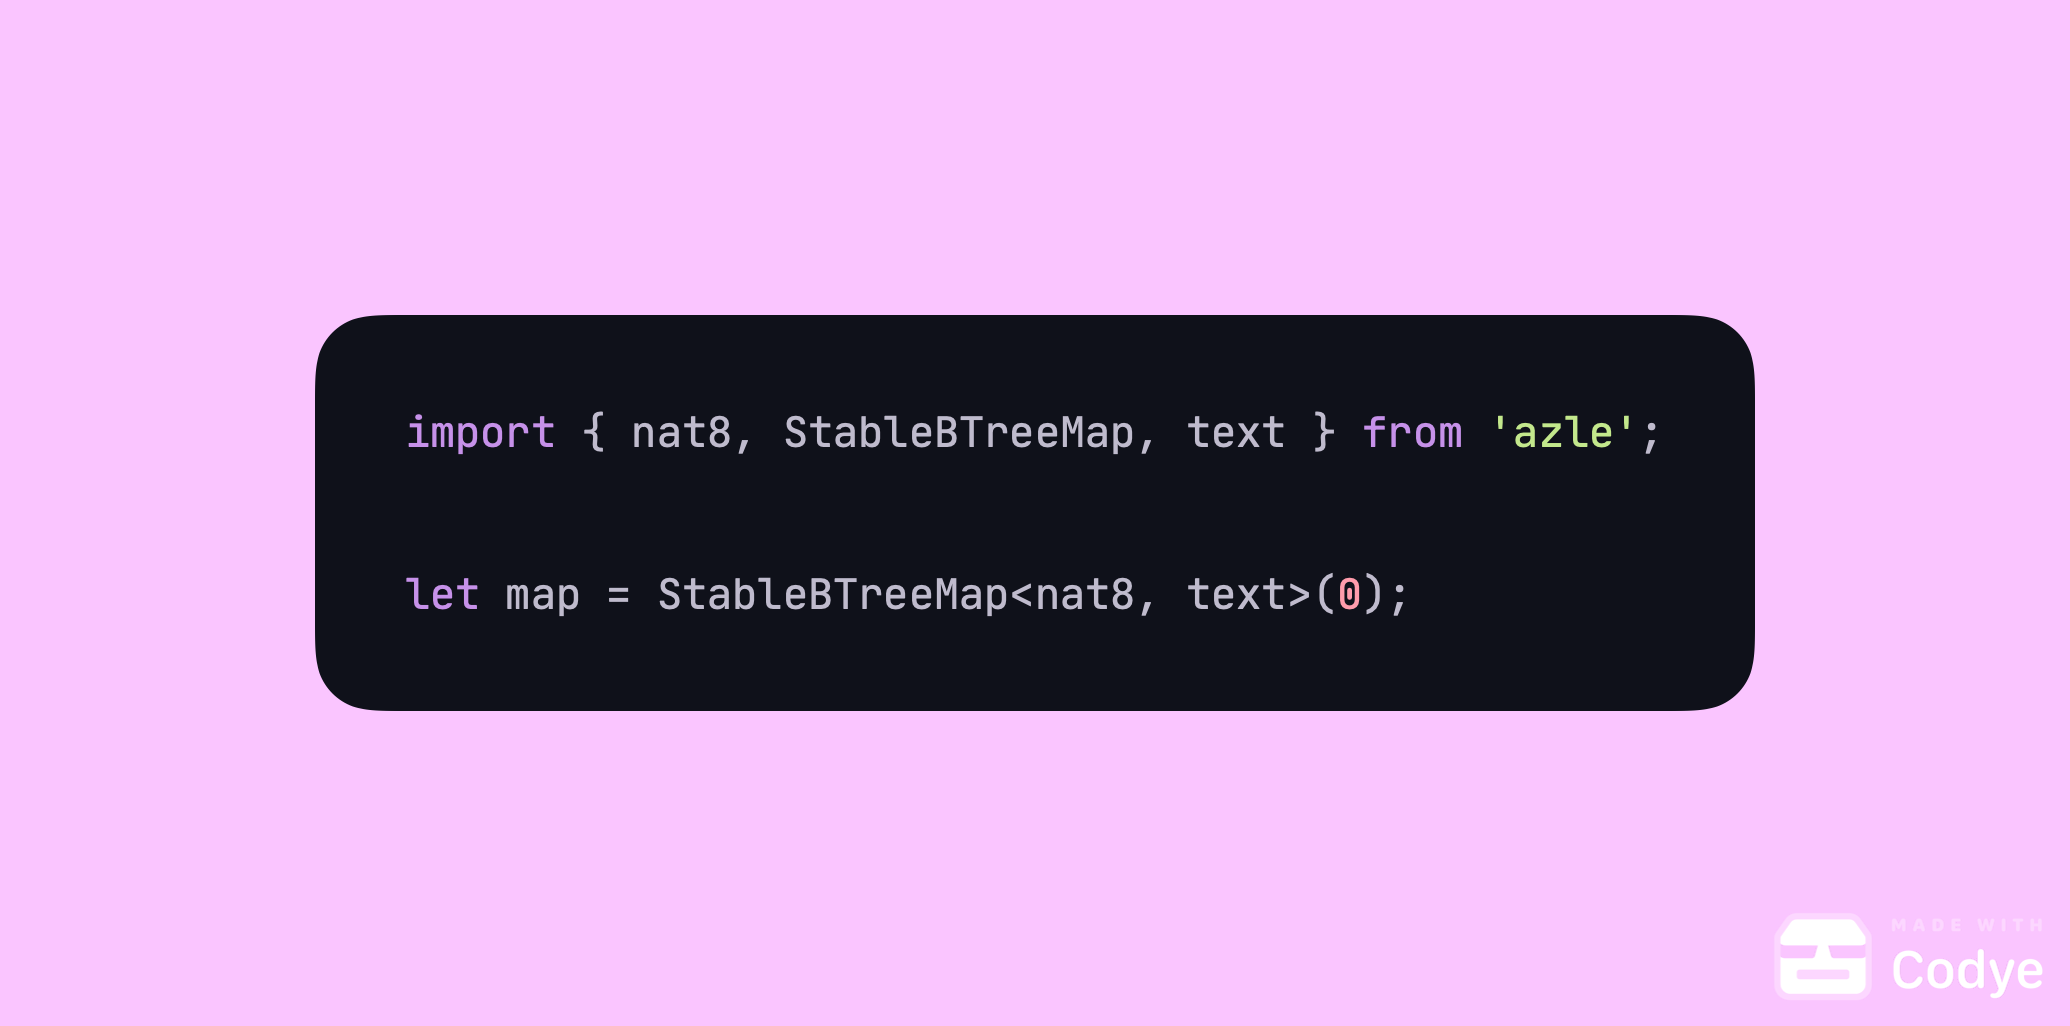 import { nat8, StableBTreeMap, text } from 'azle';
let map = StableBTreeMap<nat8, text>(0);
MADE WITH
Codye